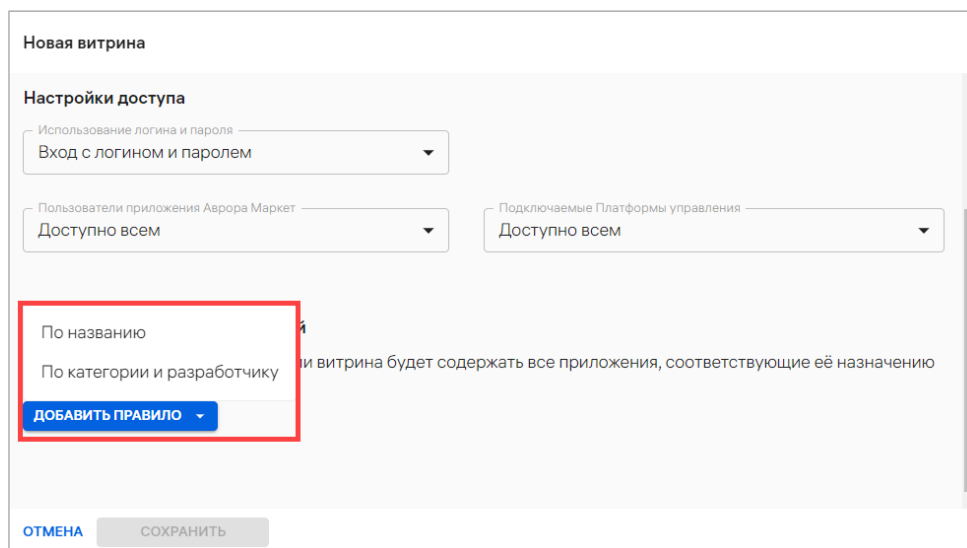 Новая витрина
Настройки доступа
Использование логина и пароля
Вход с логином и паролем
Пользователи приложения Аврора Маркет
Подключаемые Платформы управления
Доступно всем
Доступно всем
По названию
По категории и разработчику
витрина будет содержать все приложения, соответствующие её назначению
ДОБАВИТЬ ПРАВИЛО
ОТМЕНА
СОХРАНИТЬ